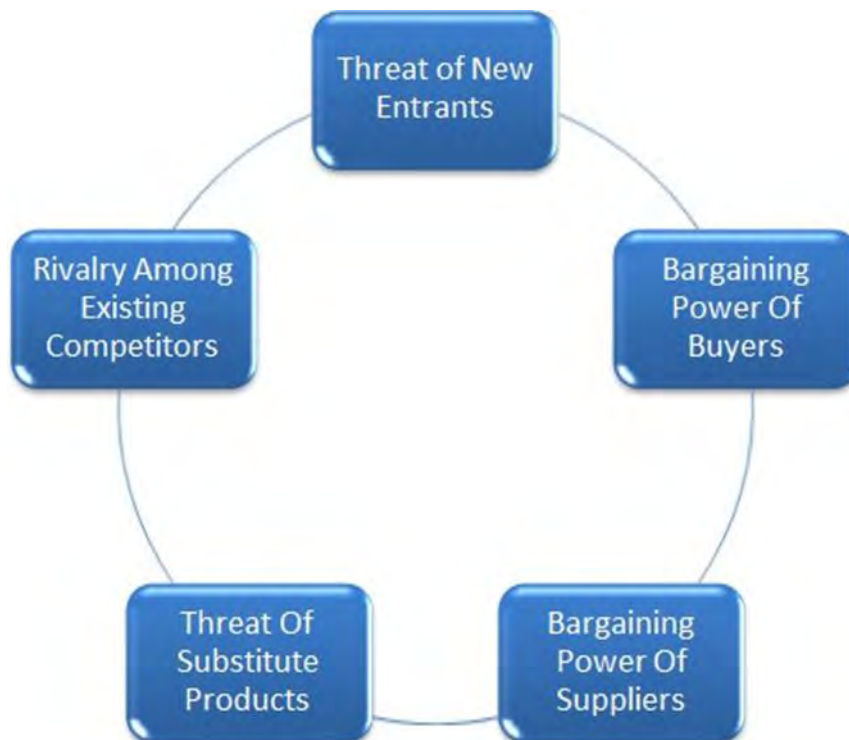 Threat of New
Entrants
Bargaining
Power Of
Buyers
Bargaining
Power Of
Suppliers
Threat Of
Substitute
Products
Rivalry Among
Existing
Competitors